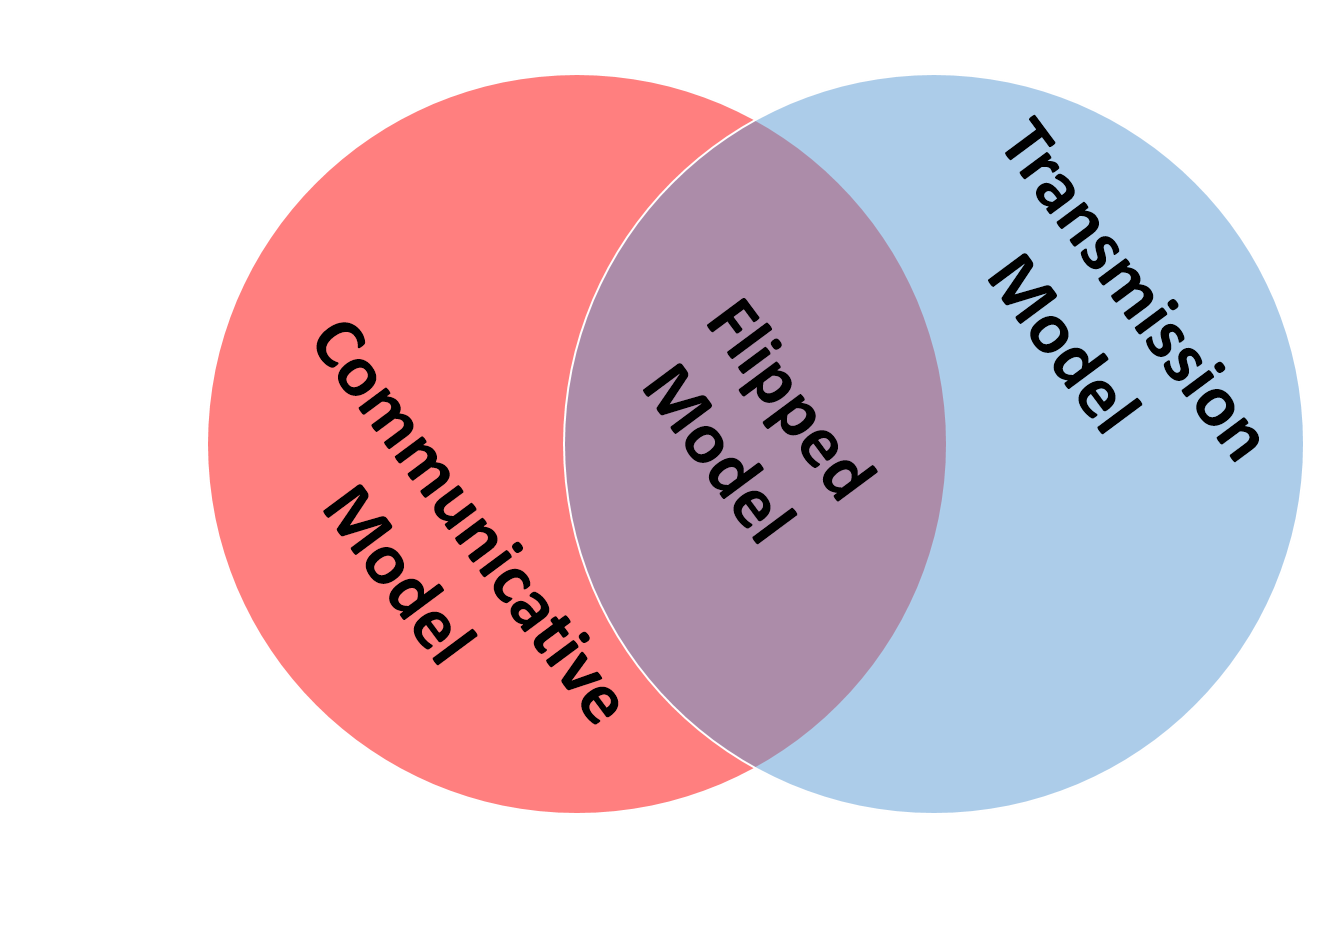 Communicative
Model
Flipped
Model
Transmission
Model